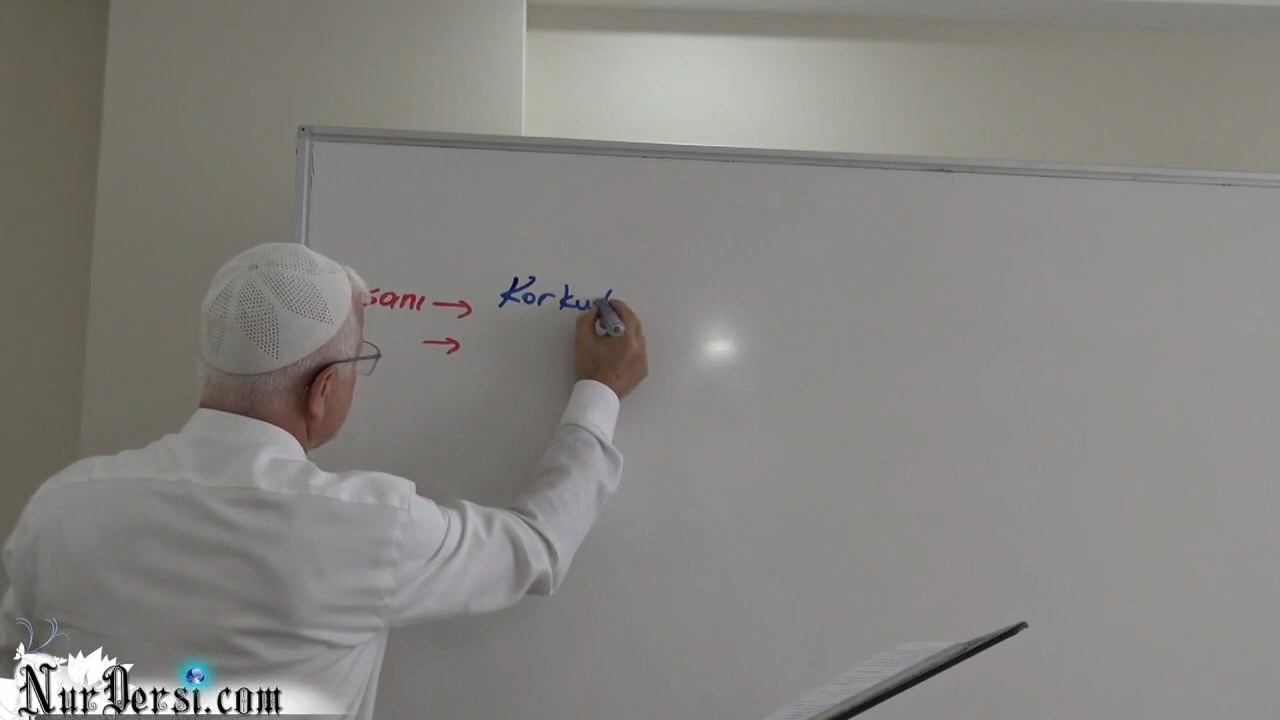 sanı → Korku
→
NurDersi.com